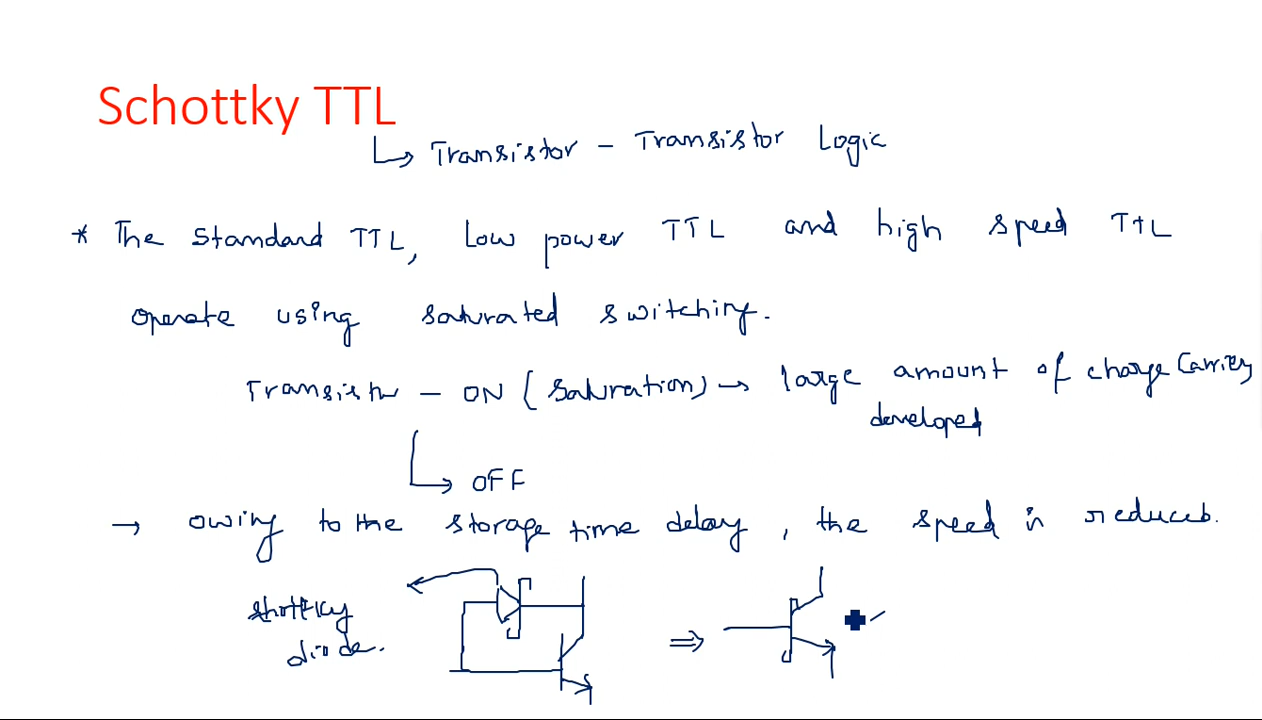 Schottky TTL
↳ Transistor - Transistor Logic
* The standard TTL, low power TTL and high speed TTL
operate using saturated switching.
Transistor - ON (saturation) → large amount of charge carriers
developed
↳ OFF
→ owing to the storage time delay, the speed is reduced.
shottky
diode.
⇒